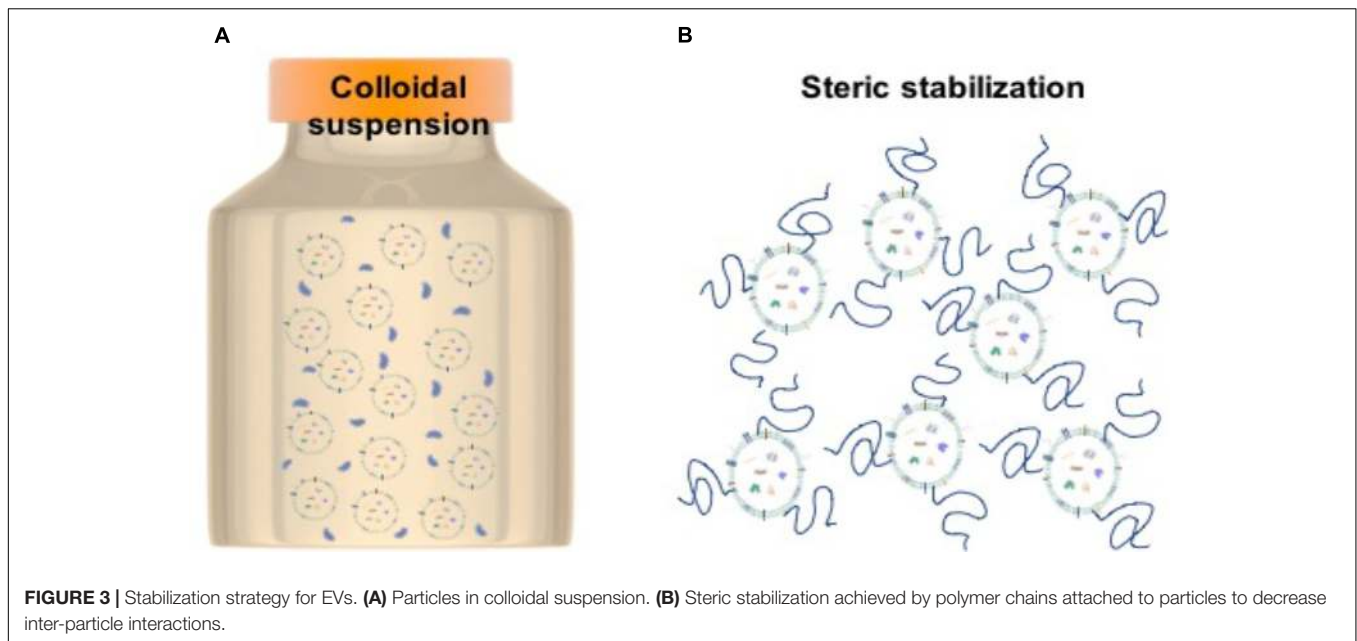 A
B
Colloidal
suspension
Steric stabilization
FIGURE 3 | Stabilization strategy for EVs. (A) Particles in colloidal suspension. (B) Steric stabilization achieved by polymer chains attached to particles to decrease
inter-particle interactions.